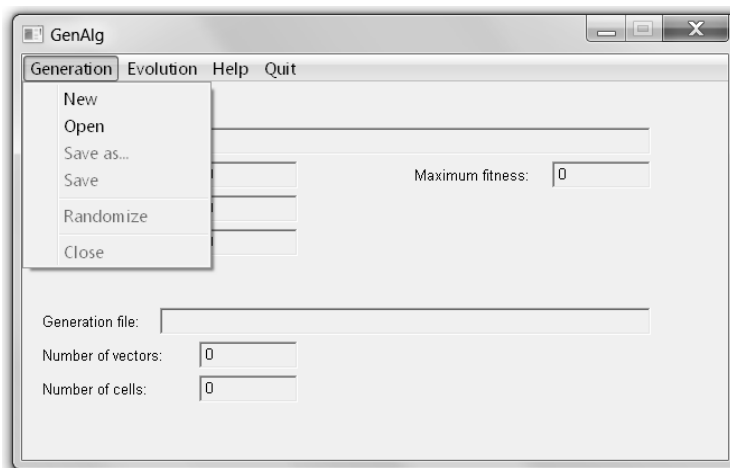 GenAlg
Generation Evolution Help Quit
New
Open
Save as...
Save
Randomize
Close
Maximum fitness: 0
Generation file:
Number of vectors: 0
Number of cells: 0